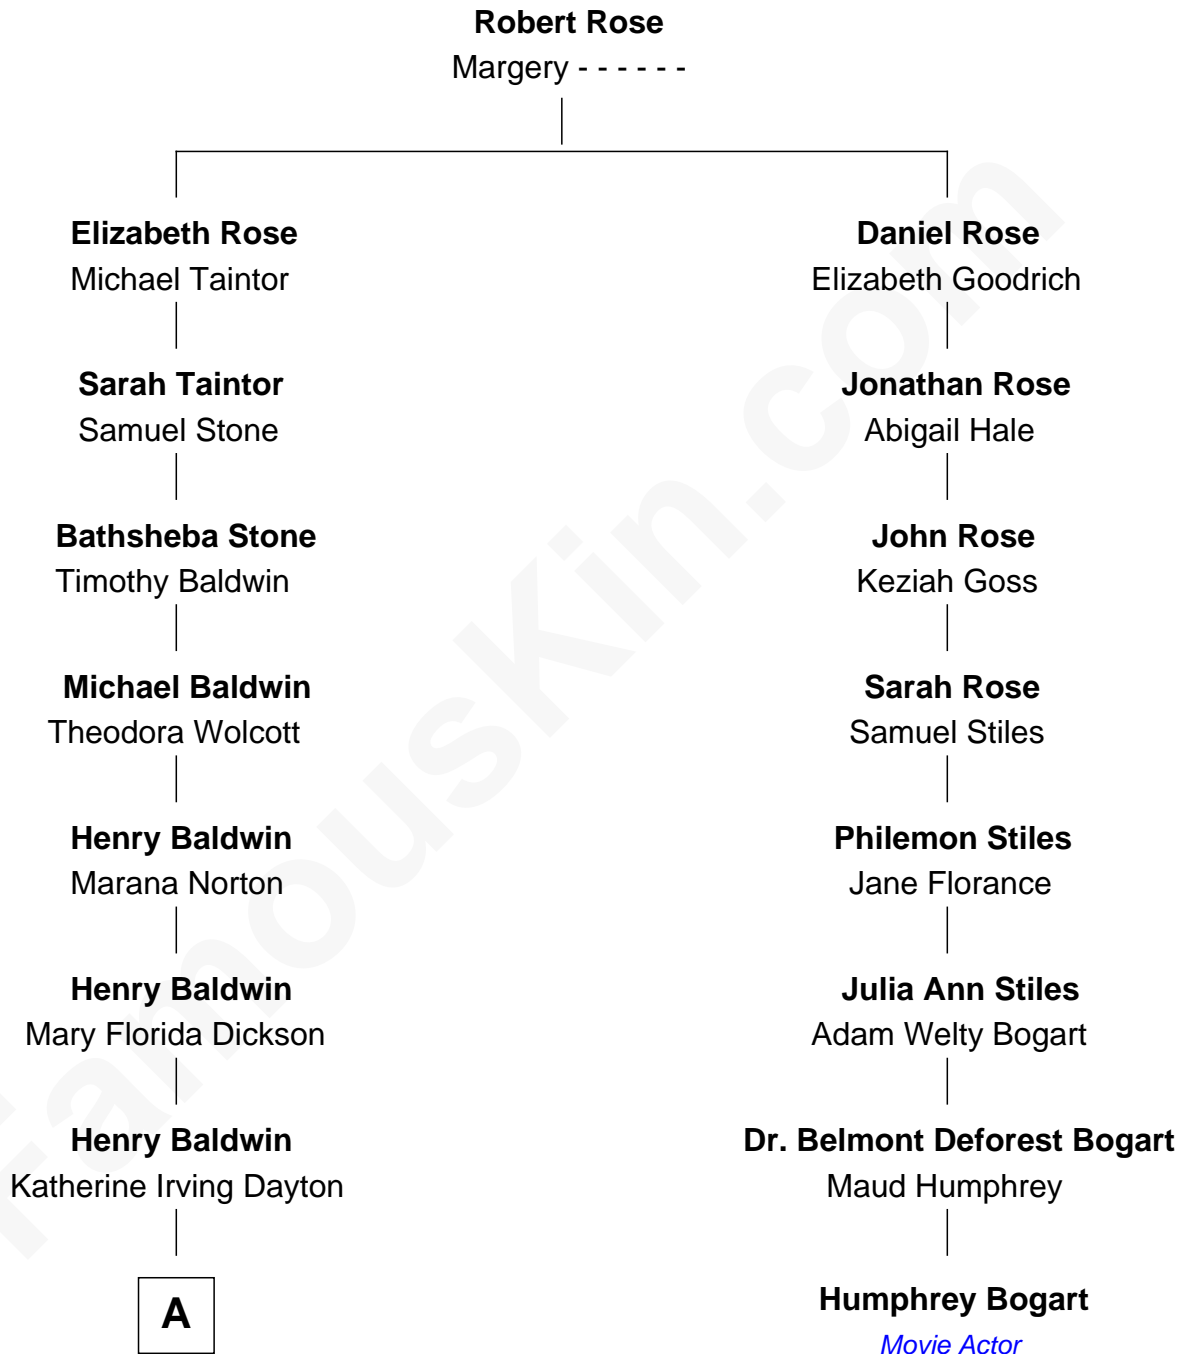 Robert Rose
Margery - - - - - -
Elizabeth Rose
Michael Taintor
Daniel Rose
Elizabeth Goodrich
Sarah Taintor
Samuel Stone
Jonathan Rose
Abigail Hale
Bathsheba Stone
Timothy Baldwin
John Rose
Keziah Goss
Michael Baldwin
Theodora Wolcott
Sarah Rose
Samuel Stiles
Henry Baldwin
Marana Norton
Philemon Stiles
Jane Florance
Henry Baldwin
Mary Florida Dickson
Julia Ann Stiles
Adam Welty Bogart
Henry Baldwin
Katherine Irving Dayton
Dr. Belmont Deforest Bogart
Maud Humphrey
A
Humphrey Bogart
Movie Actor
FamousKin.com